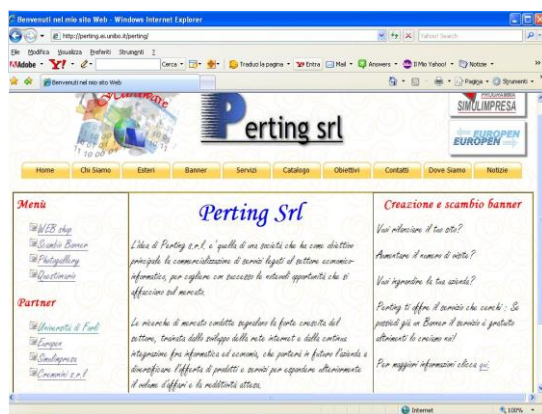 Benvenuti nel mio sito Web - Windows Internet Explorer
http://perting.ei.unibo.it/perting/
Yahoo! Search
File Modifica Visualizza Preferiti Strumenti ?
Adobe Y! Cerca Traduci la pagina Entra Mail Answers Il Mio Yahoo! Notizie
Benvenuti nel mio sito Web
Pagina Strumenti
Hardware
Perting srl
PROGRAMMA
SIMULIMPRESA
EUROPEN
EUROPEN
Home Chi Siamo Esteri Banner Servizi Catalogo Obiettivi Contatti Dove Siamo Notizie
Menù
WEB shop
Scambio Banner
Photogallery
Questionario
Partner
Università di Forlì
Europen
Simulimpresa
Cremonini s.r.l
Perting Srl
L'idea di Perting s.r.l. e' quella di una società che ha come obiettivo
principale la commercializzazione di servizi legati al settore economico-
informatico, per cogliere con successo le notevoli opportunità che si
affacciano sul mercato.
Le ricerche di mercato condotte segnalano la forte crescita del
settore, trainata dallo sviluppo della rete internet e dalla continua
integrazione fra informatica ed economia, che porterà in futuro l'azienda a
diversificare l'offerta di prodotti e servizi per espandere ulteriormente
il volume d'affari e la redditività attesa.
Creazione e scambio banner
Vuoi rilanciare il tuo sito?
Aumentare il numero di visite?
Vuoi ingrandire la tua azienda?
Perting ti offre il servizio che cerchi : Se
possiedi già un Banner il servizio è gratuito
altrimenti lo creiamo noi!
Per maggiori informazioni clicca qui.
Internet 100%